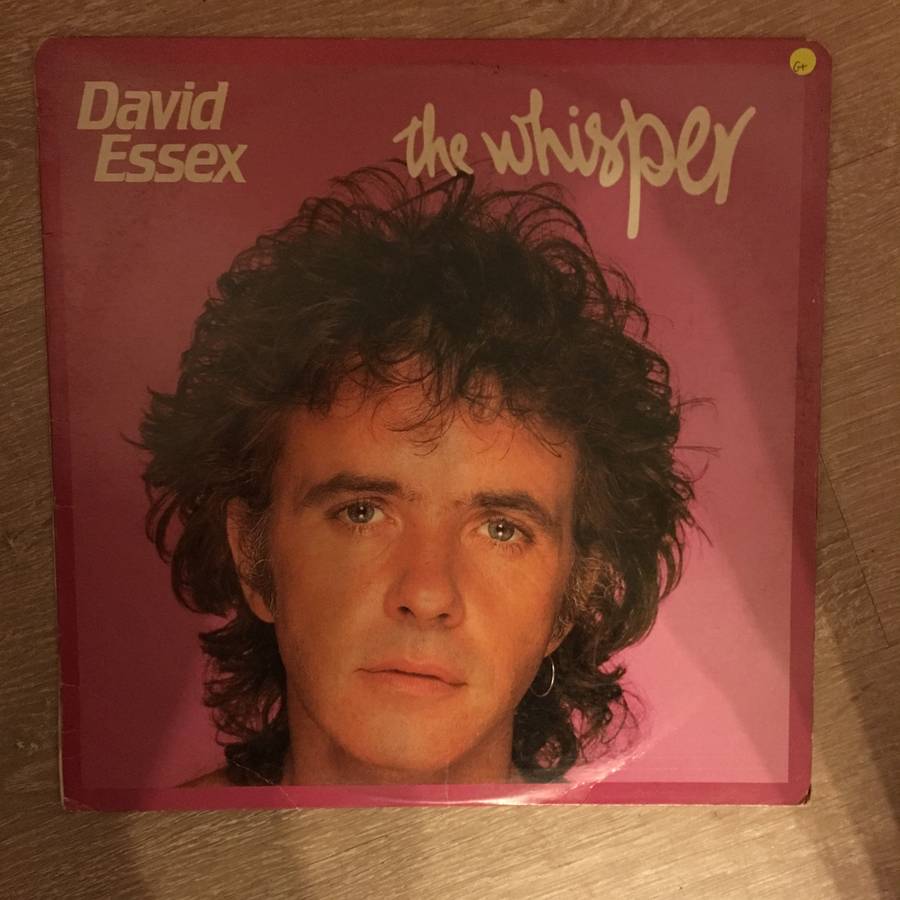 David
Essex
the whisper
G+